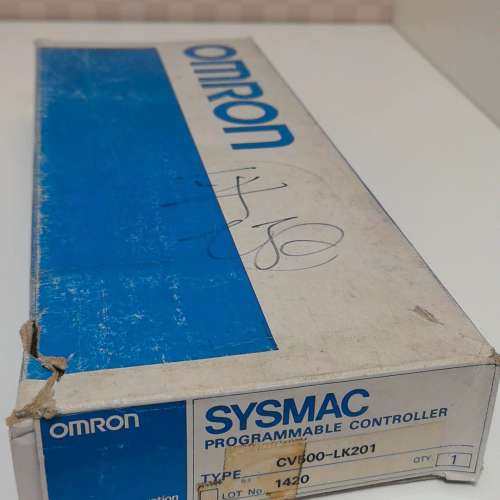 OMRON
OMRON
SYSMAC
PROGRAMMABLE CONTROLLER
TYPE CV500-LK201
QTY 1
LOT No. 1420